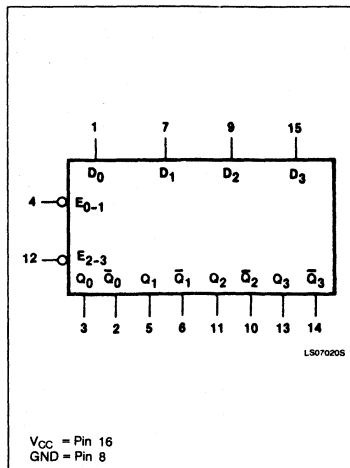 1 7 9 15
D0 D1 D2 D3
4 E0-1
12 E2-3
Q0 Q̅0 Q1 Q̅1 Q2 Q̅2 Q3 Q̅3
3 2 5 6 11 10 13 14
LS07020S
VCC = Pin 16
GND = Pin 8